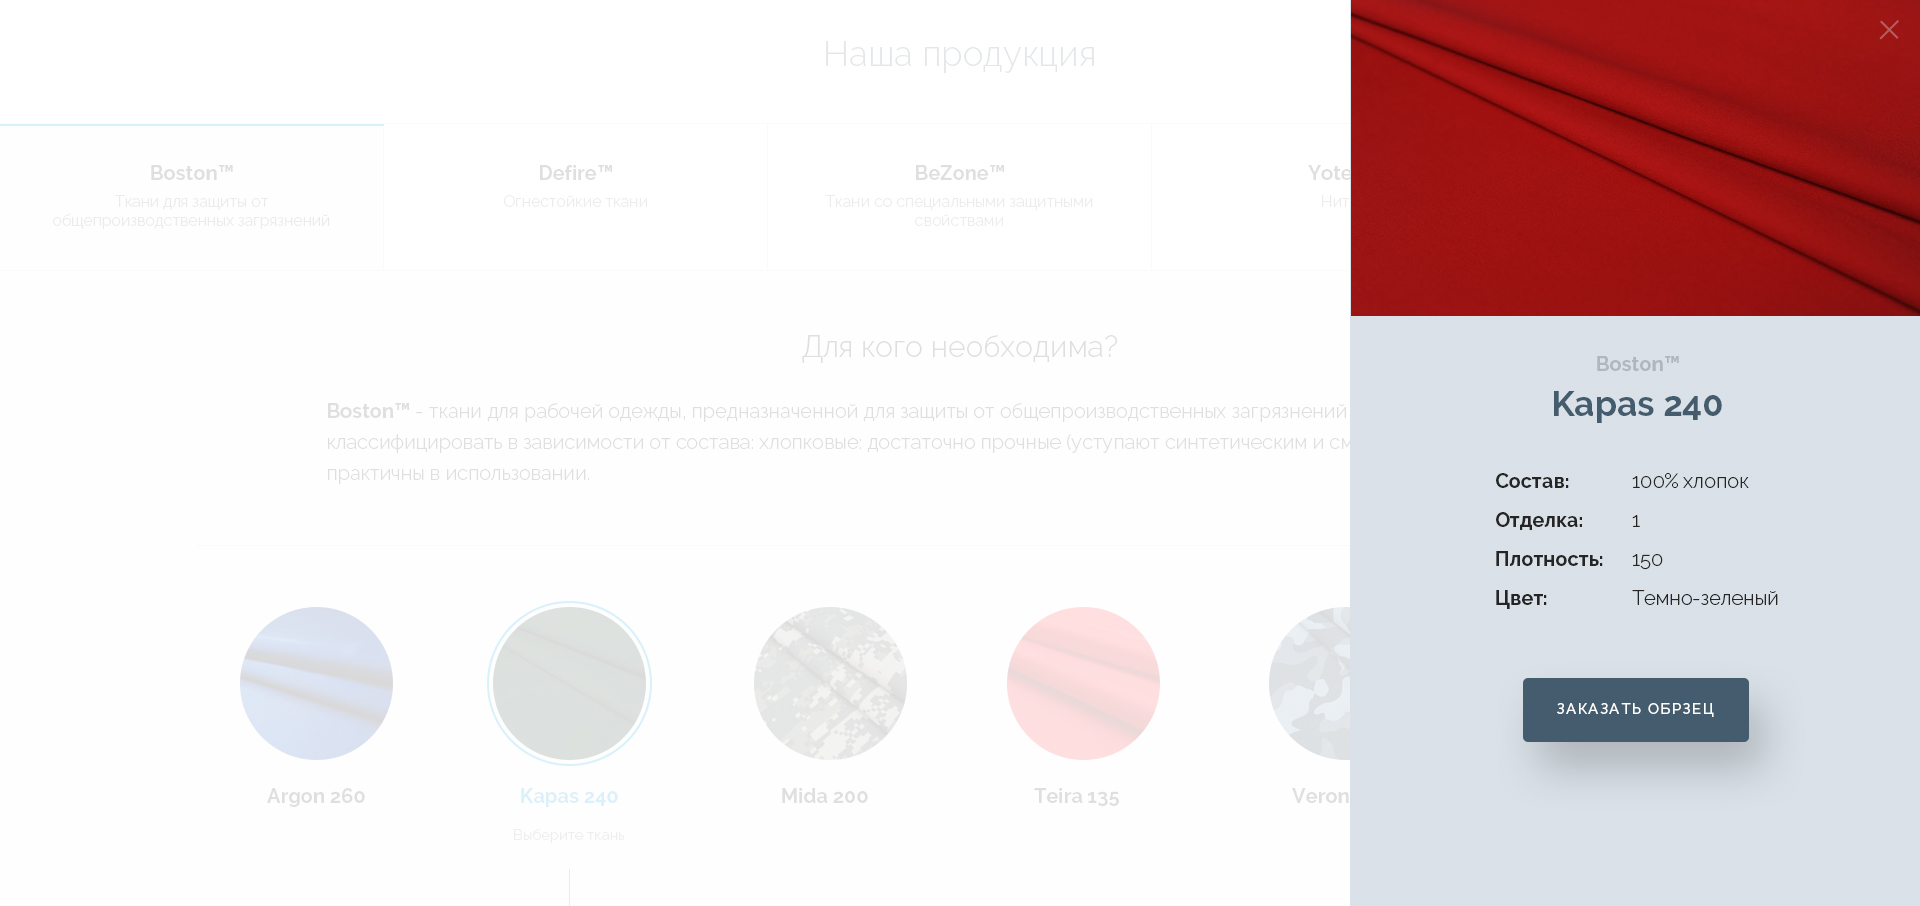 Наша продукция
Boston™
Ткани для защиты от
общепроизводственных загрязнений
Defire™
Огнестойкие ткани
BeZone™
Ткани со специальными защитными
свойствами
Yote
Нит
Для кого необходима?
Boston™ - ткани для рабочей одежды, предназначенной для защиты от общепроизводственных загрязнений
классифицировать в зависимости от состава: хлопковые: достаточно прочные (уступают синтетическим и см
практичны в использовании.
Argon 260
Kapas 240
Mida 200
Teira 135
Veron
Выберите ткань
Boston™
Kapas 240
Состав: 100% хлопок
Отделка: 1
Плотность: 150
Цвет: Темно-зеленый
ЗАКАЗАТЬ ОБРЗЕЦ